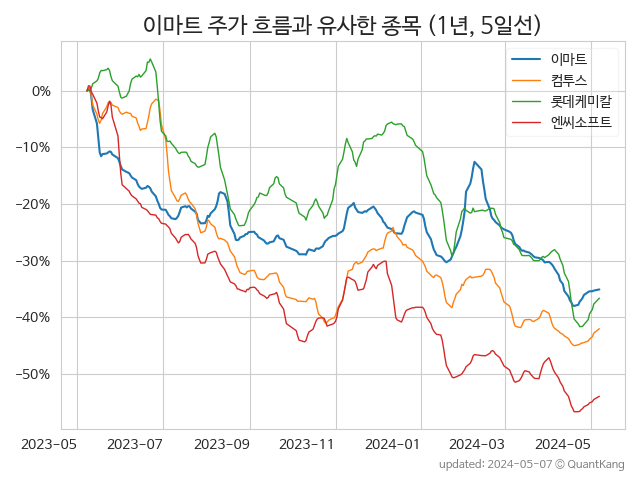 이마트 주가 흐름과 유사한 종목 (1년, 5일선)
이마트
컴투스
롯데케미칼
엔씨소프트
0%
−10%
−20%
−30%
−40%
−50%
2023-05 2023-07 2023-09 2023-11 2024-01 2024-03 2024-05
updated: 2024-05-07 © QuantKang